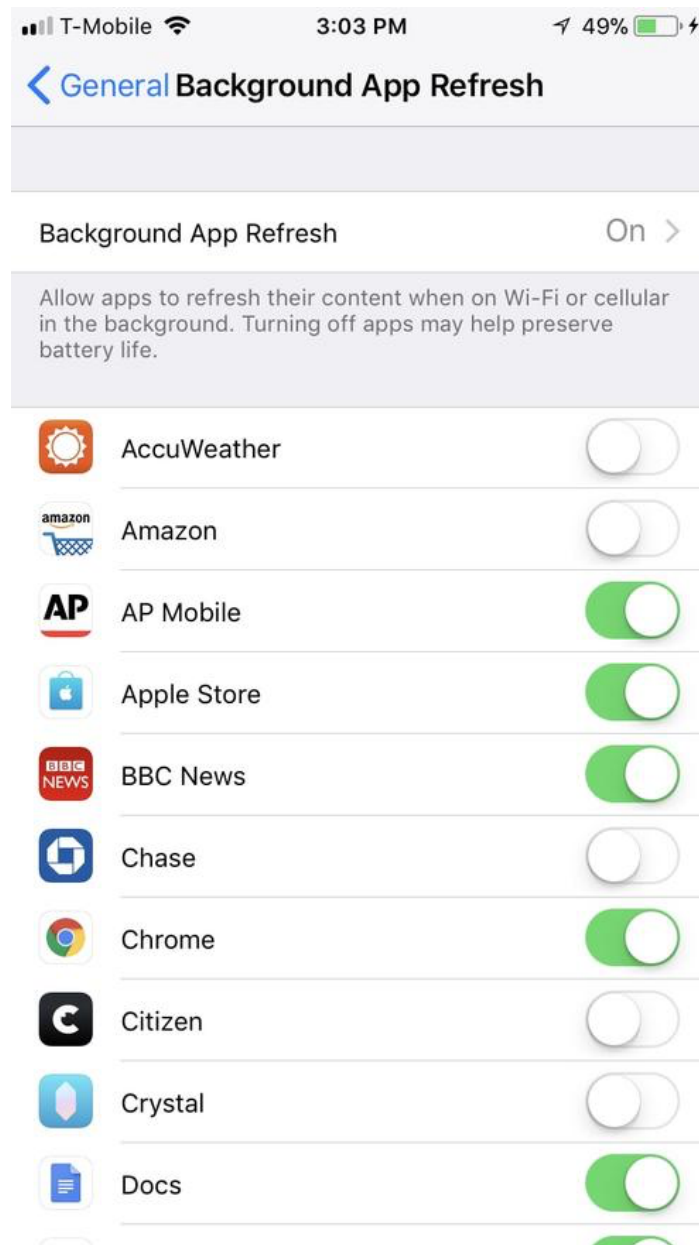 T-Mobile 3:03 PM 49%
General Background App Refresh
Background App Refresh On
Allow apps to refresh their content when on Wi-Fi or cellular
in the background. Turning off apps may help preserve
battery life.
AccuWeather
amazon
Amazon
AP
AP Mobile
Apple Store
BBC
NEWS
BBC News
Chase
Chrome
C
Citizen
Crystal
Docs